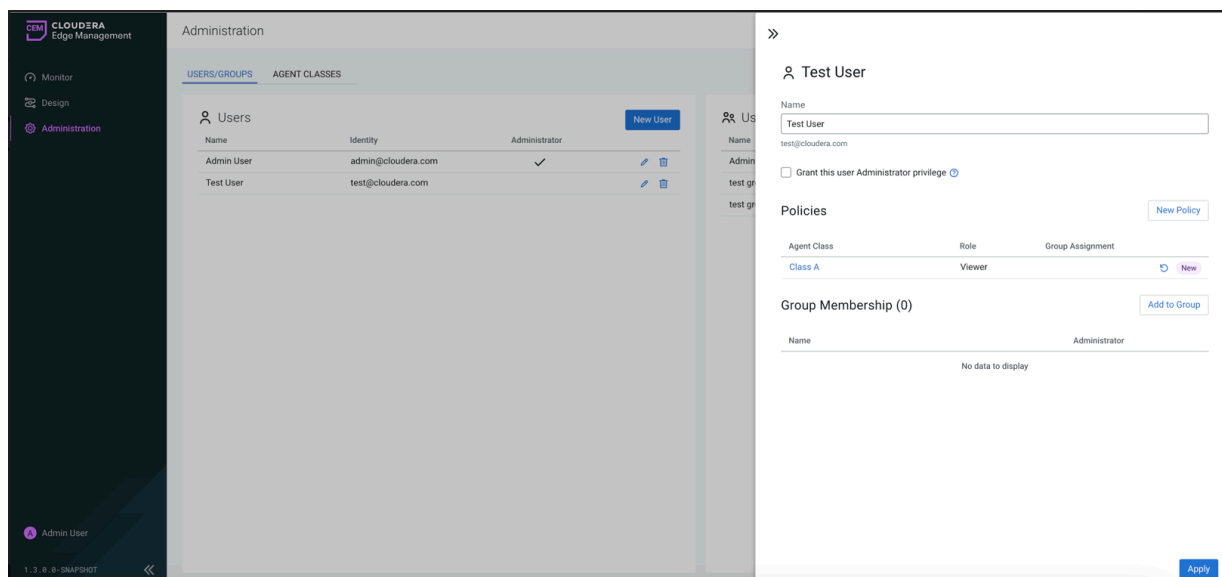 CEM CLOUDERA
Edge Management
Monitor
Design
Administration
A Admin User
1.3.0.0-SNAPSHOT
Administration
USERS/GROUPS AGENT CLASSES
Users New User
Name Identity Administrator
Admin User admin@cloudera.com
Test User test@cloudera.com
Us
Name
Admin
test gr
test gr
Test User
Name
Test User
test@cloudera.com
Grant this user Administrator privilege ?
Policies New Policy
Agent Class Role Group Assignment
Class A Viewer New
Group Membership (0) Add to Group
Name Administrator
No data to display
Apply